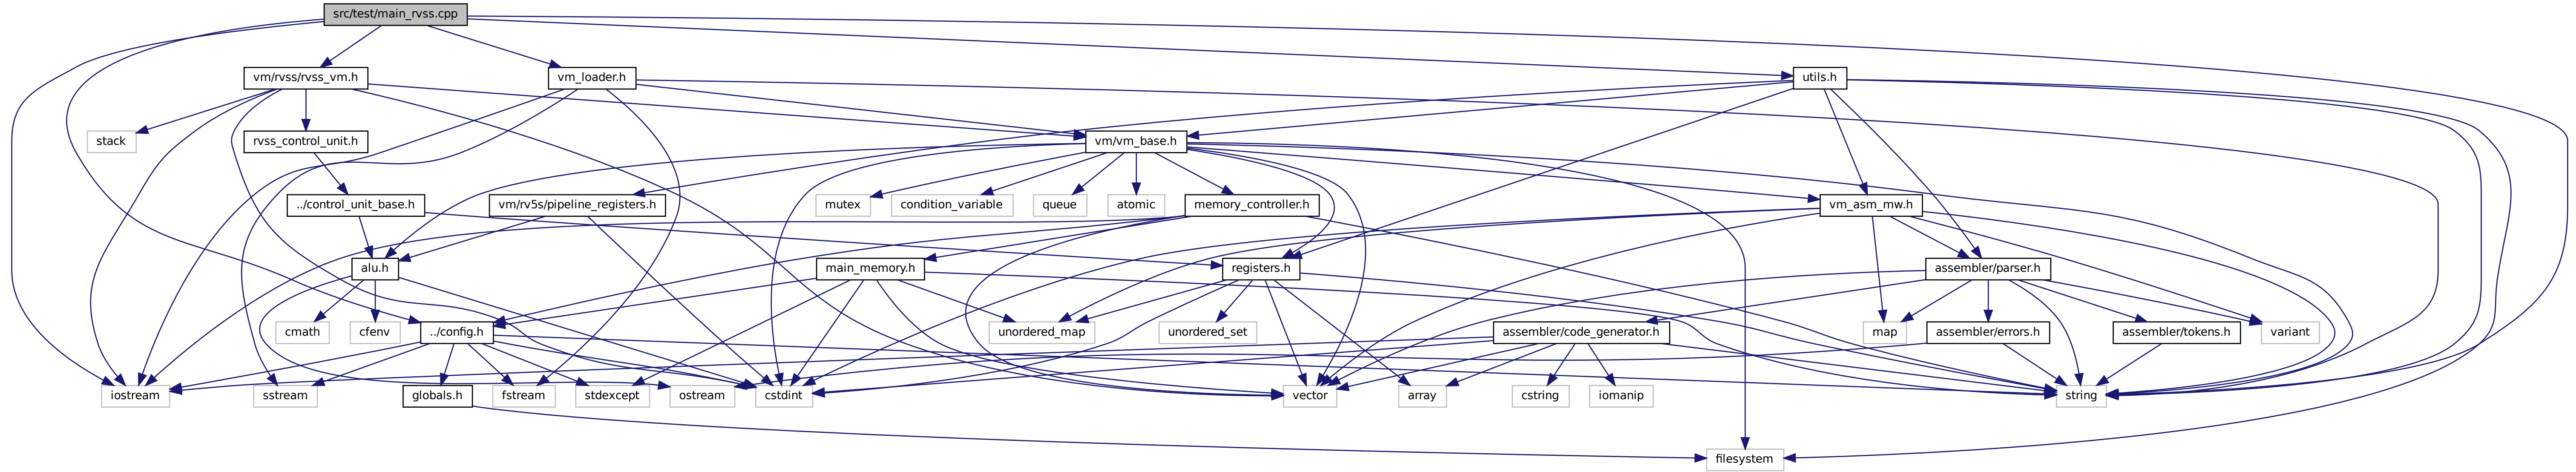 src/test/main_rvss.cpp
vm/rvss/rvss_vm.h
vm_loader.h
utils.h
stack
rvss_control_unit.h
vm/vm_base.h
../control_unit_base.h
vm/rv5s/pipeline_registers.h
mutex
condition_variable
queue
atomic
memory_controller.h
vm_asm_mw.h
alu.h
main_memory.h
registers.h
assembler/parser.h
cmath
cfenv
../config.h
unordered_map
unordered_set
assembler/code_generator.h
map
assembler/errors.h
assembler/tokens.h
variant
iostream
sstream
globals.h
fstream
stdexcept
ostream
cstdint
vector
array
cstring
iomanip
string
filesystem